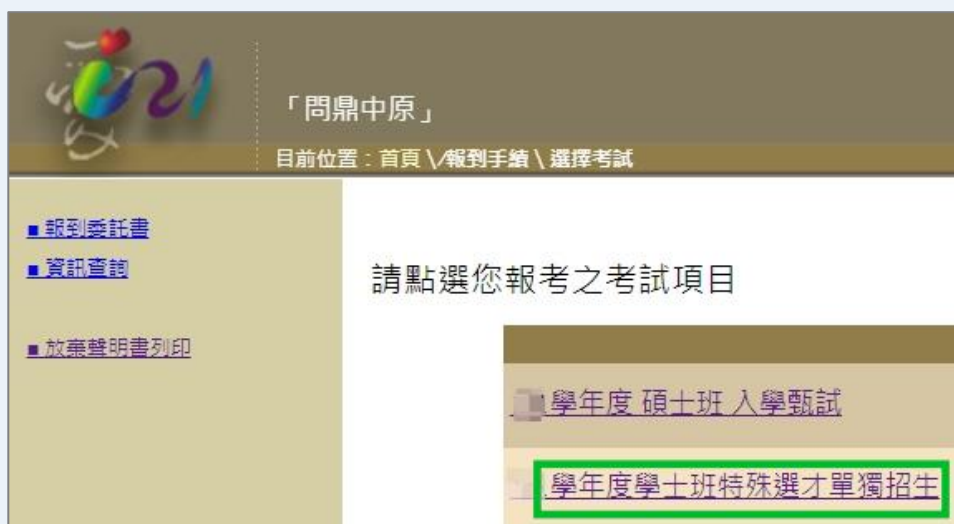 i21
「問鼎中原」
目前位置：首頁 \ 報到手續 \ 選擇考試
■ 報到委託書
■ 資訊查詢
■ 放棄聲明書列印
請點選您報考之考試項目
學年度 碩士班 入學甄試
學年度學士班特殊選才單獨招生